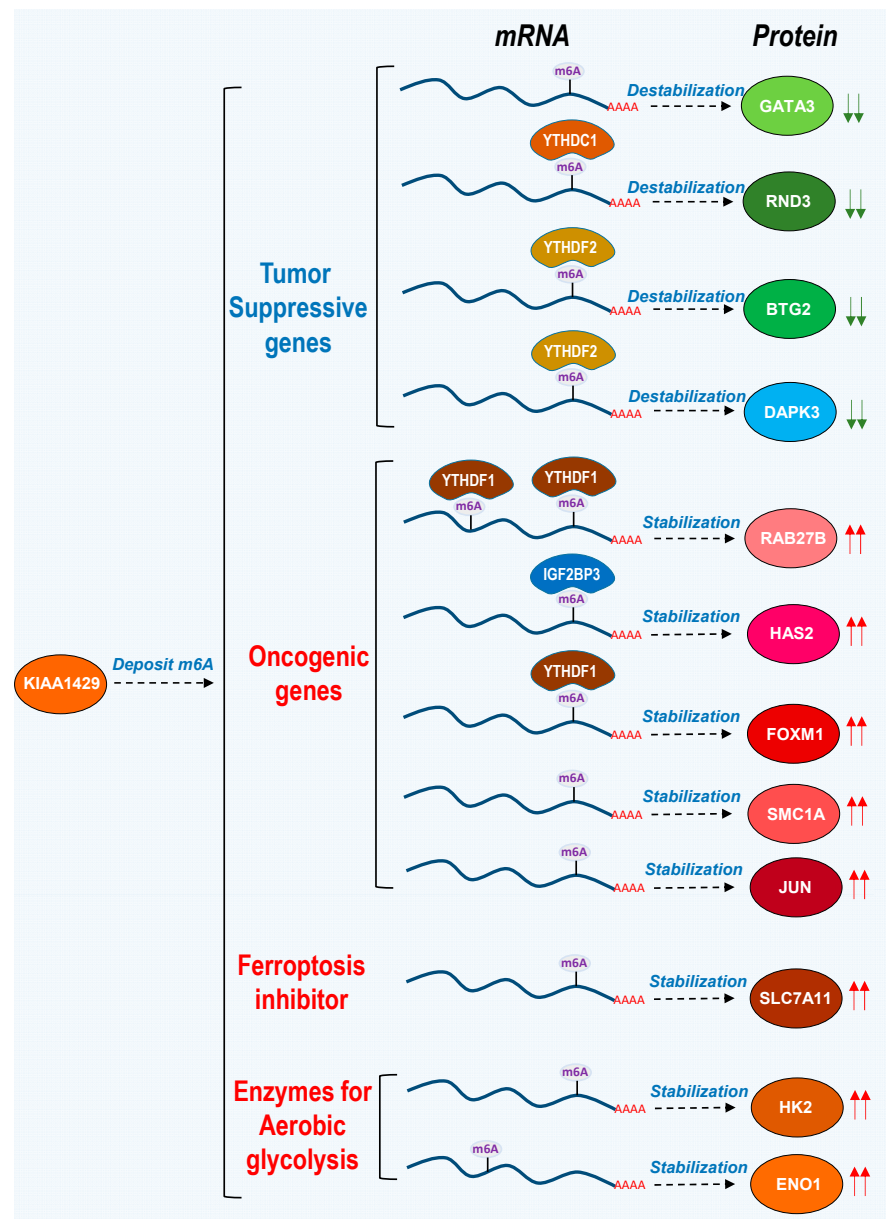 mRNA Protein
m6A
Destabilization
AAAA
GATA3
YTHDC1
m6A
Destabilization
AAAA
RND3
YTHDF2
m6A
Destabilization
AAAA
BTG2
YTHDF2
m6A
Destabilization
AAAA
DAPK3
Tumor
Suppressive
genes
YTHDF1 YTHDF1
m6A m6A
Stabilization
AAAA
RAB27B
IGF2BP3
m6A
Stabilization
AAAA
HAS2
YTHDF1
m6A
Stabilization
AAAA
FOXM1
m6A
Stabilization
AAAA
SMC1A
m6A
Stabilization
AAAA
JUN
Oncogenic
genes
KIAA1429
Deposit m6A
Ferroptosis
inhibitor
m6A
Stabilization
AAAA
SLC7A11
Enzymes for
Aerobic
glycolysis
m6A
Stabilization
AAAA
HK2
m6A
Stabilization
AAAA
ENO1